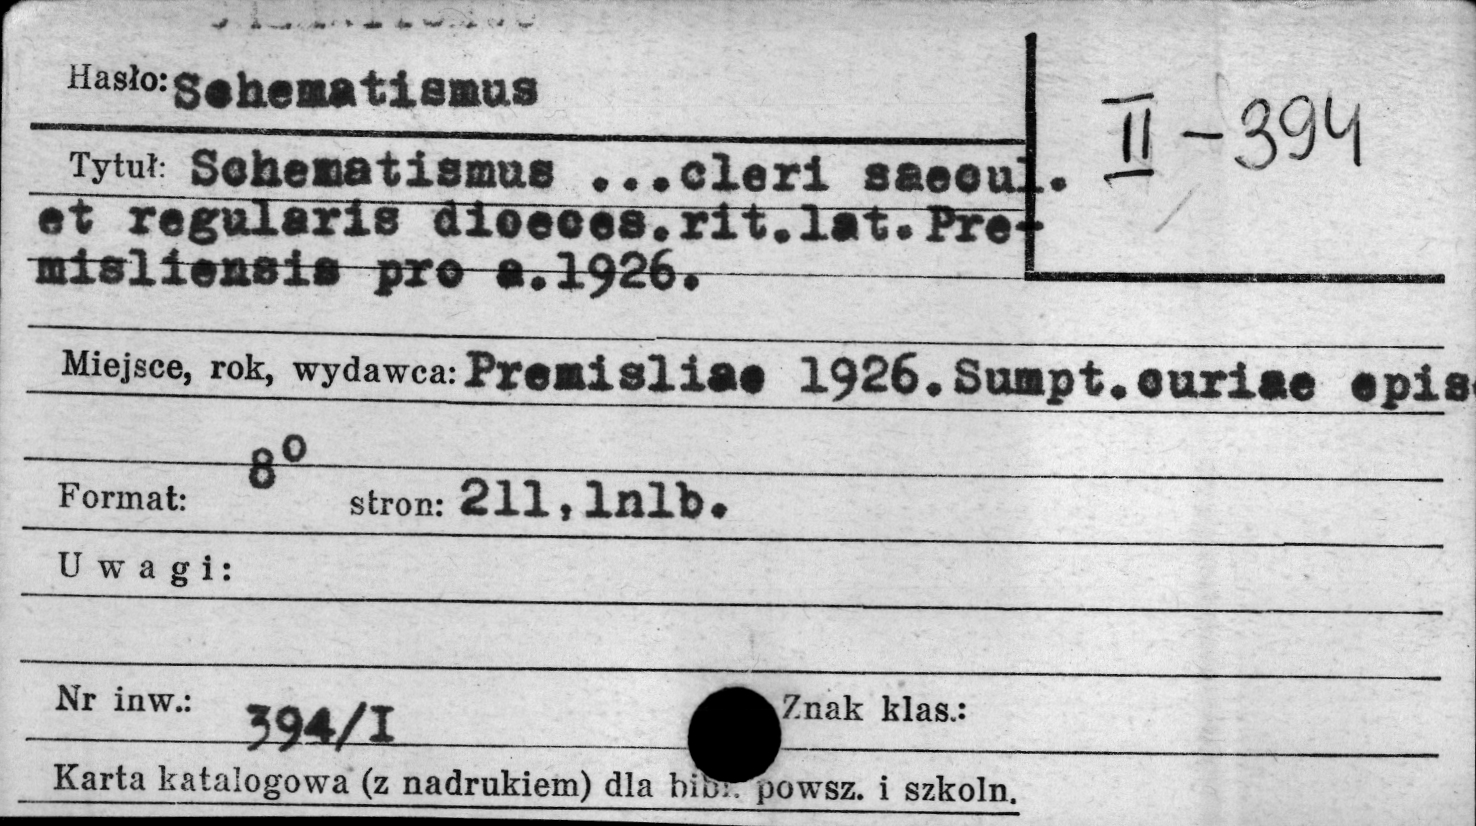 Hasło: Schematismus
II - 394
Tytuł: Schematismus ...cleri saecul.
et regularis dioeces.rit.lat.Pre-
misliensis pro a.1926.
Miejsce, rok, wydawca: Premisliae 1926.Sumpt.curiae epis
8⁰
Format: stron: 211,1nlb.
Uwagi:
Nr inw.: 394/I Znak klas.:
Karta katalogowa (z nadrukiem) dla bibl. powsz. i szkoln.